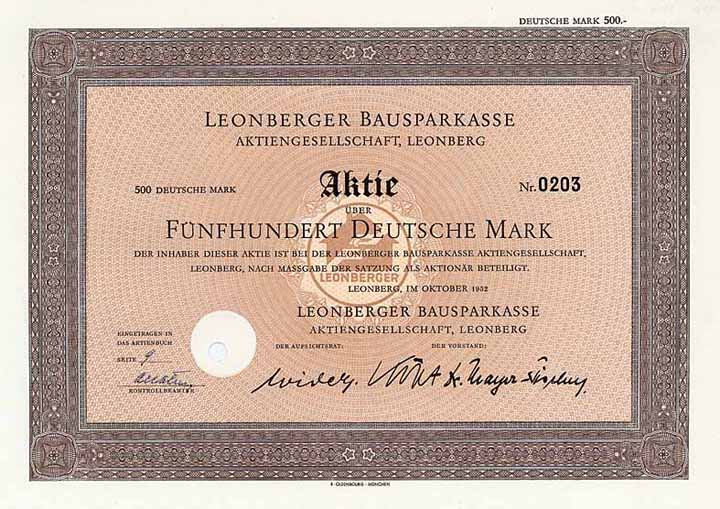 DEUTSCHE MARK 500.-
LEONBERGER BAUSPARKASSE
AKTIENGESELLSCHAFT, LEONBERG
500 DEUTSCHE MARK
Aktie
Nr. 0203
ÜBER
FÜNFHUNDERT DEUTSCHE MARK
DER INHABER DIESER AKTIE IST BEI DER LEONBERGER BAUSPARKASSE AKTIENGESELLSCHAFT,
LEONBERG, NACH MASSGABE DER SATZUNG ALS AKTIONÄR BETEILIGT.
LEONBERGER
LEONBERG, IM OKTOBER 1952
LEONBERGER BAUSPARKASSE
AKTIENGESELLSCHAFT, LEONBERG
EINGETRAGEN IN
DAS AKTIENBUCH
SEITE 9
KONTROLLBEAMTER
DER AUFSICHTSRAT:
DER VORSTAND:
R. OLDENBOURG · MÜNCHEN